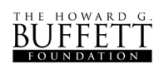 THE HOWARD G.
BUFFETT
FOUNDATION